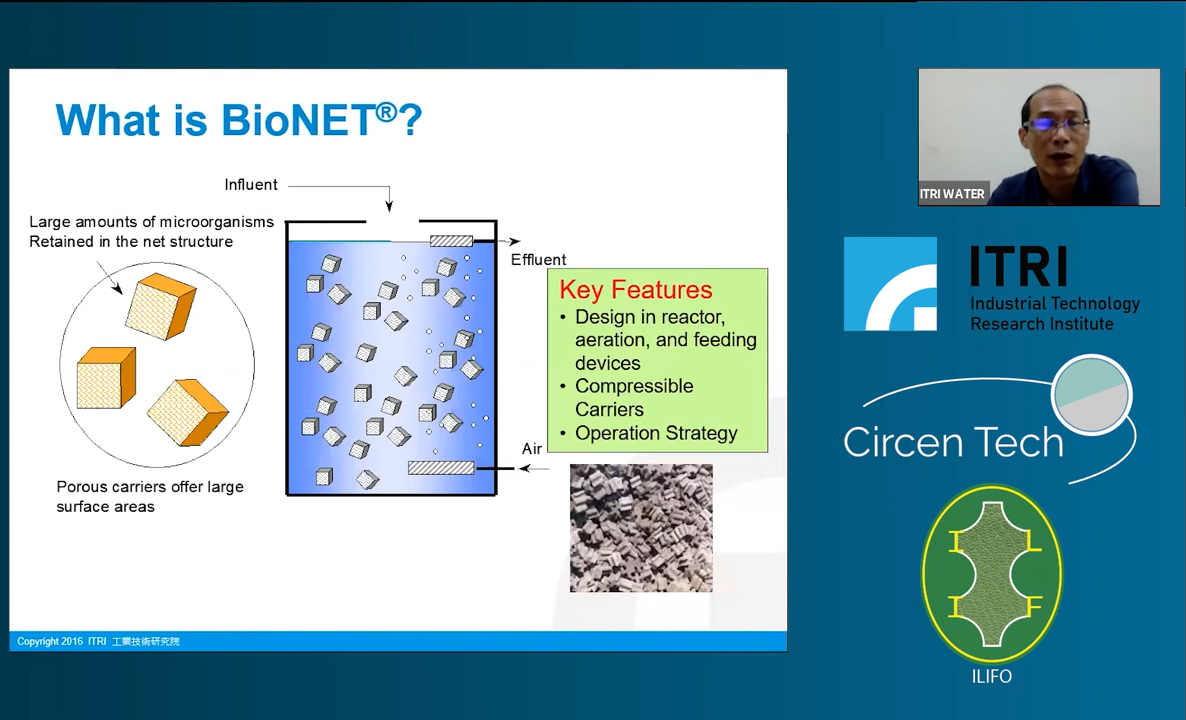 What is BioNET®?
Influent
Large amounts of microorganisms
Retained in the net structure
Effluent
Key Features
• Design in reactor,
aeration, and feeding
devices
• Compressible
Carriers
• Operation Strategy
Air
Porous carriers offer large
surface areas
Copyright 2016 ITRI 工業技術研究院
ITRI WATER
ITRI
Industrial Technology
Research Institute
Circen Tech
I L
I F
ILIFO